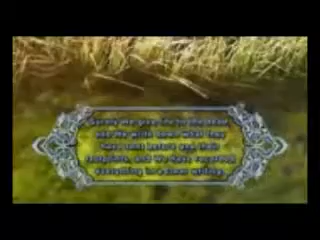 Surely We give life to the dead
and We write down what they
have sent before and their
footprints, and We have recorded
everything in a clear writing.